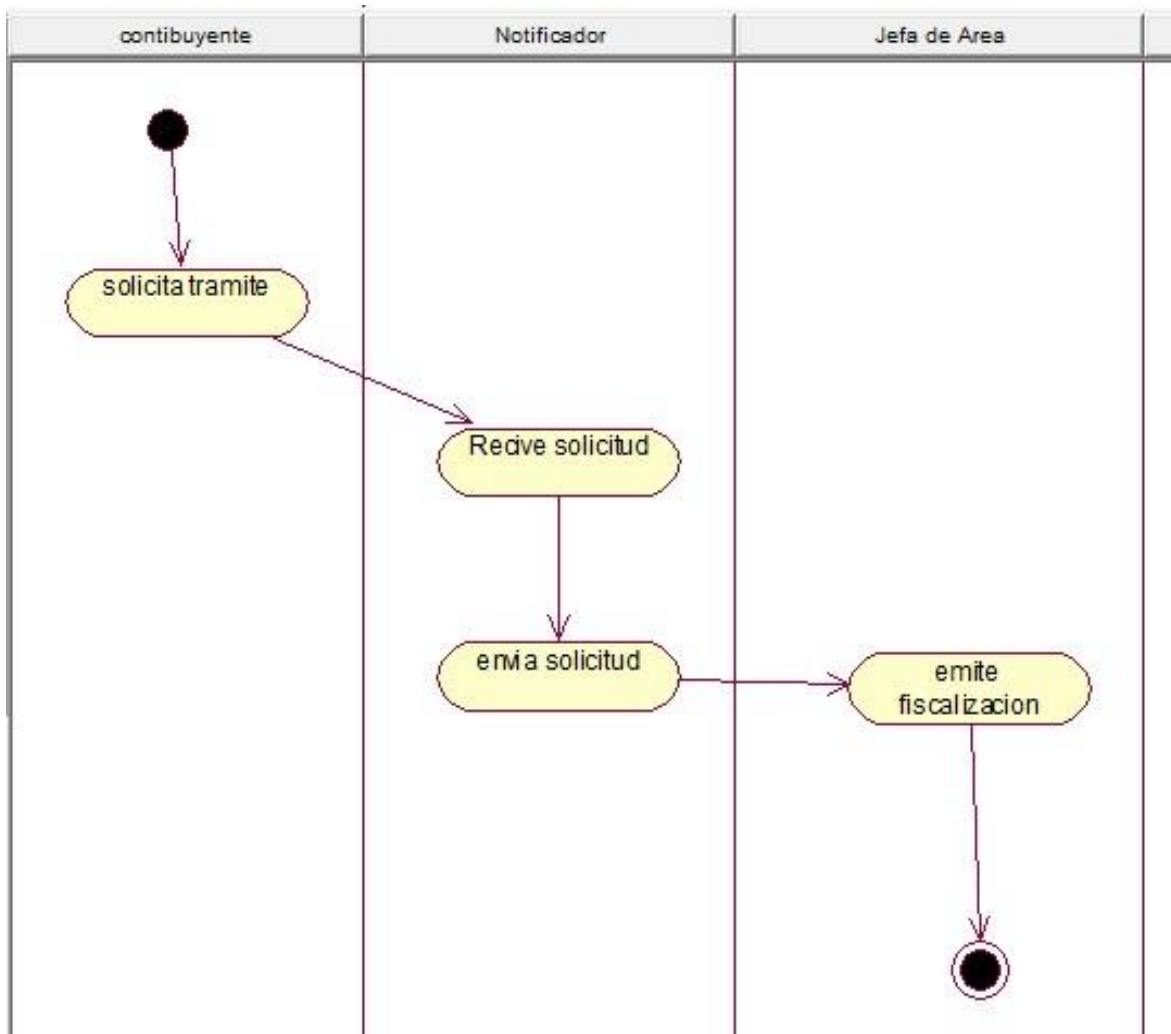 contibuyente
Notificador
Jefa de Area
solicita tramite
Recive solicitud
envia solicitud
emite
fiscalizacion